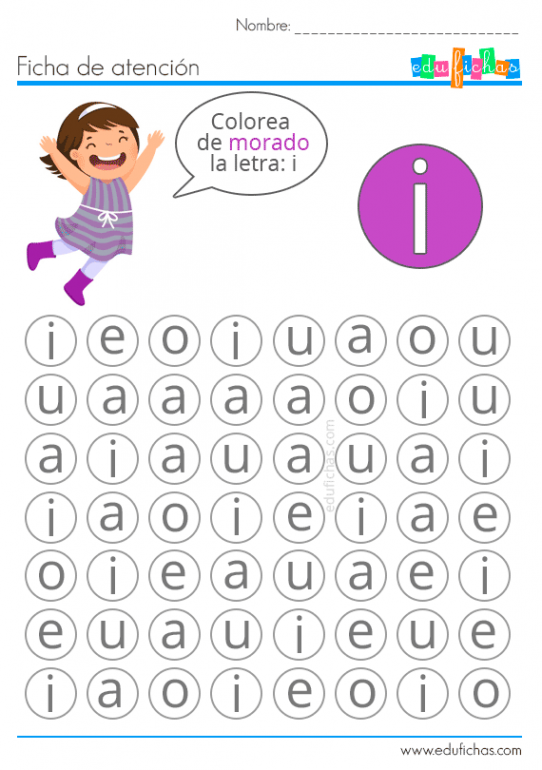 Nombre: ____________________________
Ficha de atención
edufichas
Colorea
de morado
la letra: i
i
i e o i u a o u
u a a a a o i u
a i a u a u a i
i a o i e i a e
o i e a u a e i
e u a u i e u e
i a o i e o i o
edufichas.com
www.edufichas.com